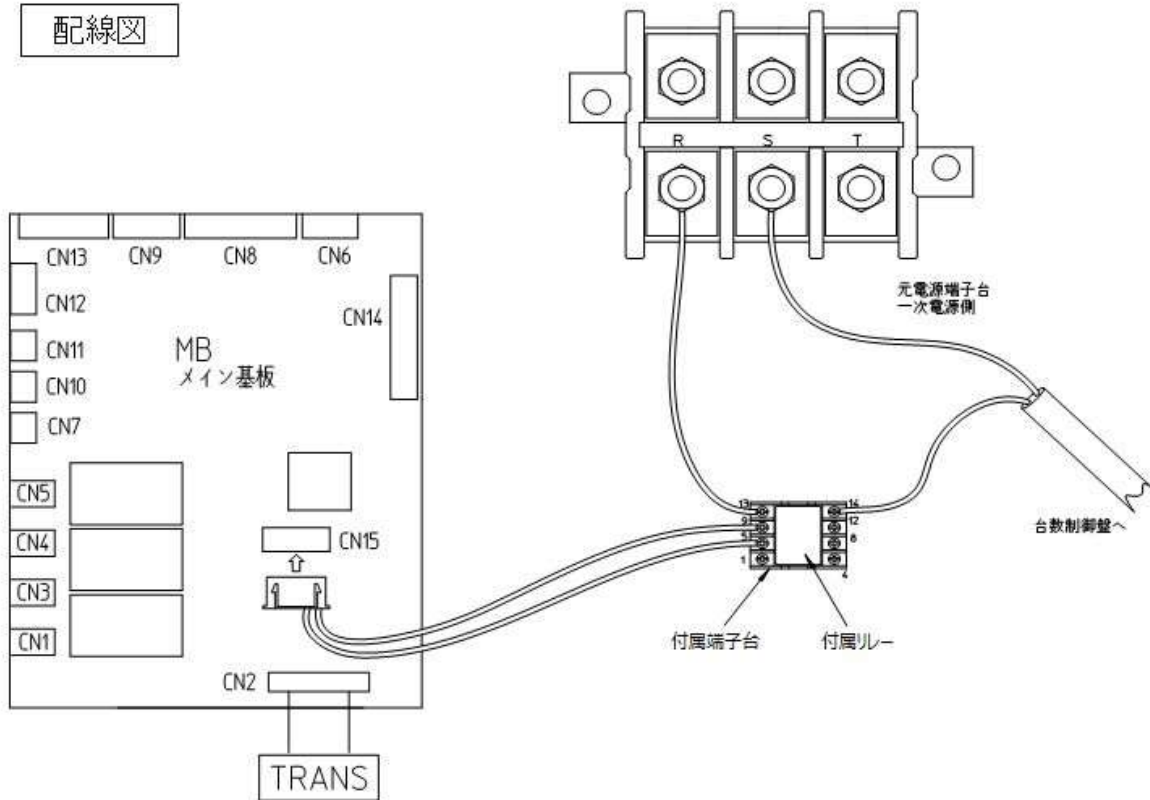 配線図
R S T
元電源端子台
一次電源側
CN13 CN9 CN8 CN6
CN12
CN14
CN11
MB
メイン基板
CN10
CN7
CN5
CN4
CN15
CN3
CN1
13 14
9 12
5 8
1 4
台数制御盤へ
付属端子台 付属リレー
CN2
TRANS